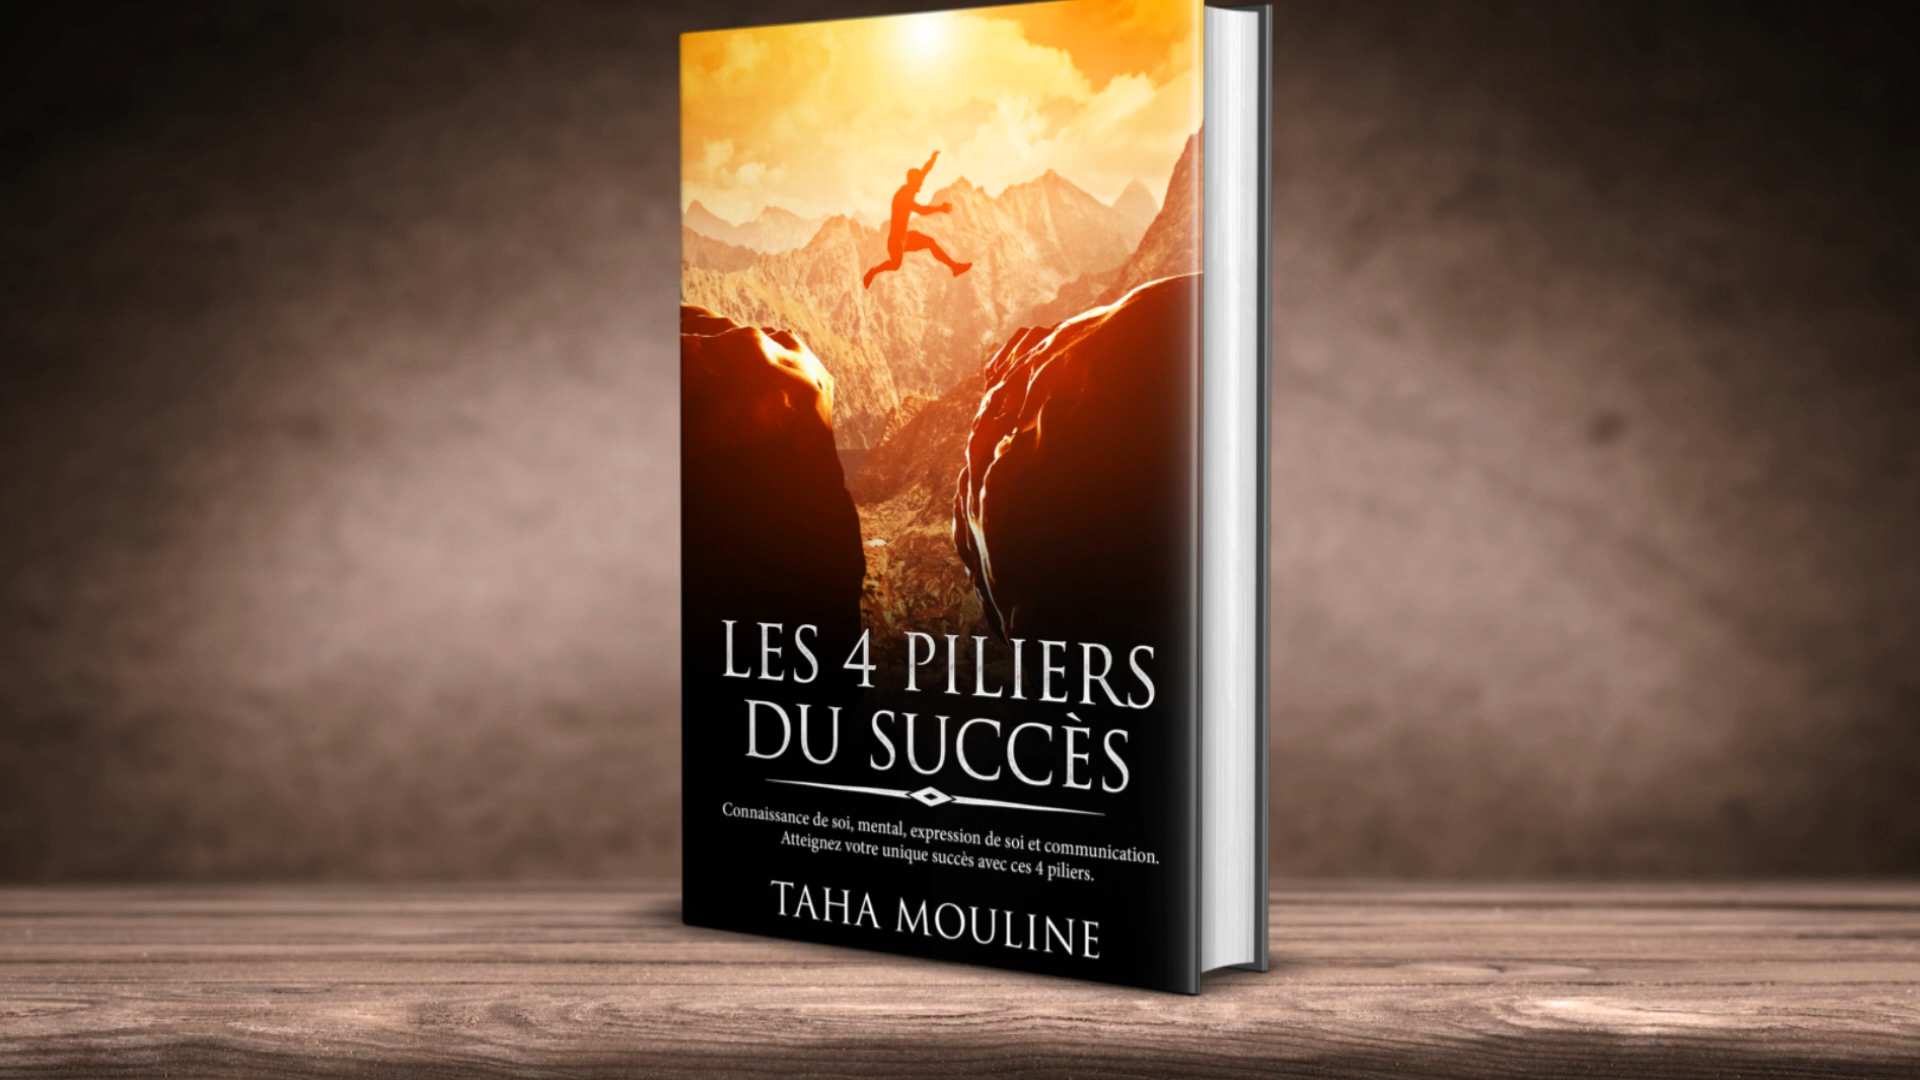 LES 4 PILIERS
DU SUCCÈS
Connaissance de soi, mental, expression de soi et communication.
Atteignez votre unique succès avec ces 4 piliers.
TAHA MOULINE